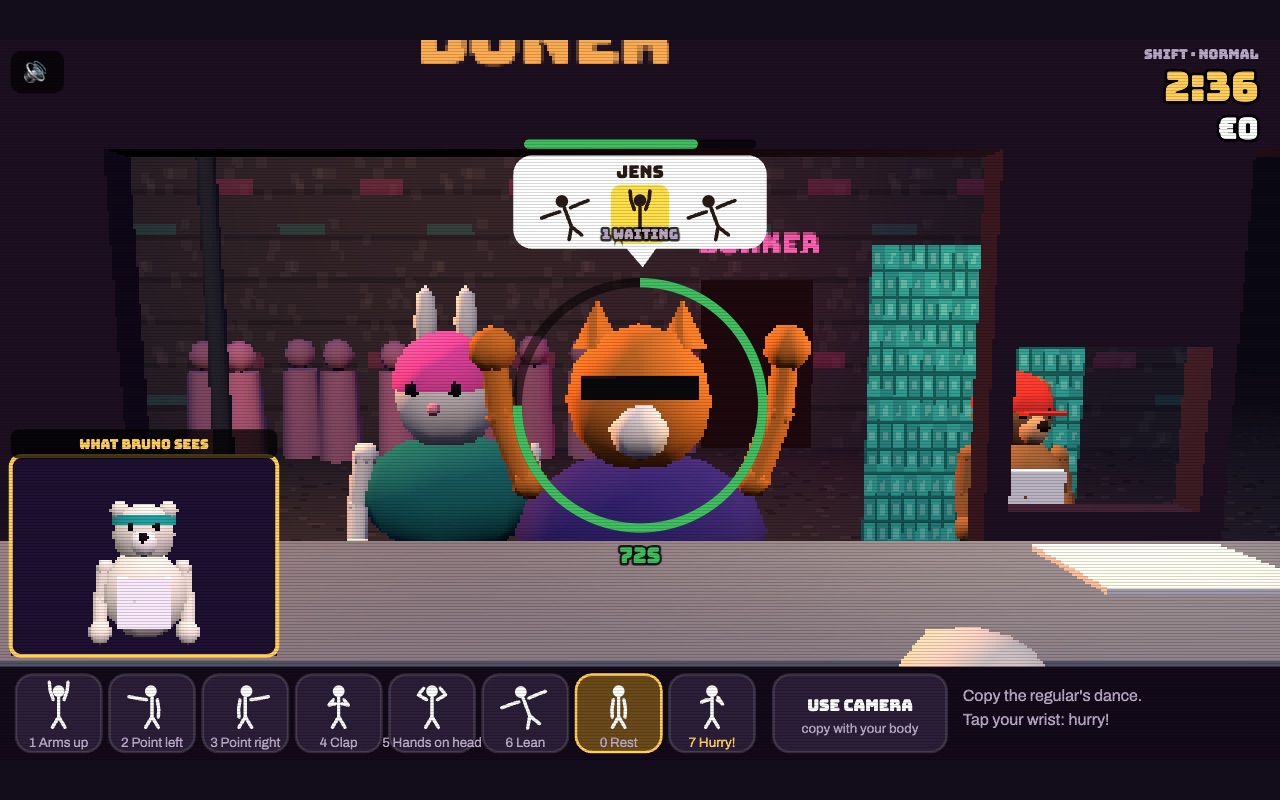 DÖNER
SHIFT • NORMAL
2:36
€0
JENS
1 WAITING
WHAT BRUNO SEES
72S
1 Arms up
2 Point left
3 Point right
4 Clap
5 Hands on head
6 Lean
0 Rest
7 Hurry!
USE CAMERA
copy with your body
Copy the regular's dance.
Tap your wrist: hurry!